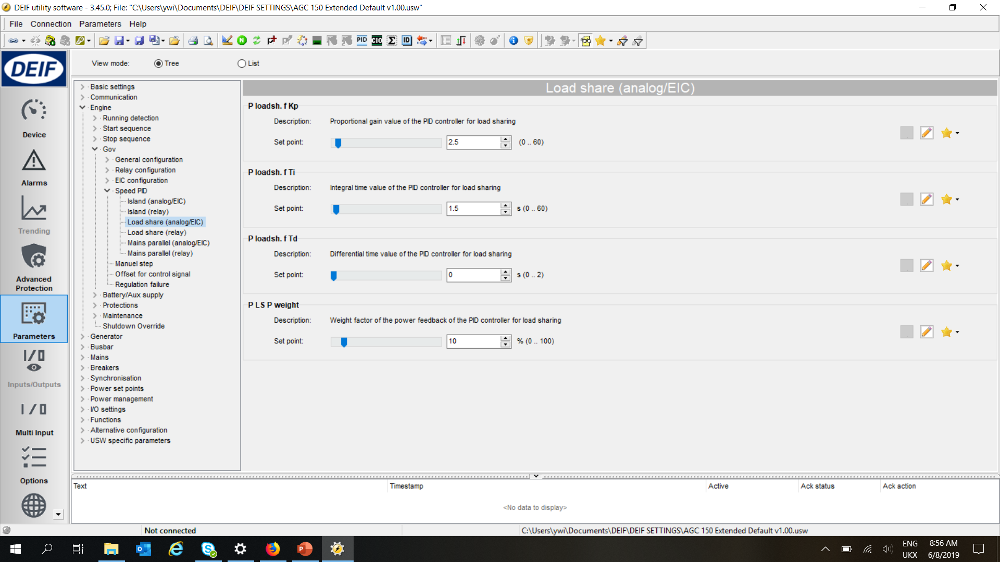 DEIF utility software - 3.45.0; File: "C:\Users\ywi\Documents\DEIF\DEIF SETTINGS\AGC 150 Extended Default v1.00.usw"
File Connection Parameters Help
PID CIO Σ ID
DEIF
View mode: Tree List
Device
Alarms
Trending
Advanced
Protection
Parameters
I/O
Inputs/Outputs
I/O
Multi Input
Options
Basic settings
Communication
Engine
Running detection
Start sequence
Stop sequence
Gov
General configuration
Relay configuration
EIC configuration
Speed PID
Island (analog/EIC)
Island (relay)
Load share (analog/EIC)
Load share (relay)
Mains parallel (analog/EIC)
Mains parallel (relay)
Manuel step
Offset for control signal
Regulation failure
Battery/Aux supply
Protections
Maintenance
Shutdown Override
Generator
Busbar
Mains
Breakers
Synchronisation
Power set points
Power management
I/O settings
Functions
Alternative configuration
USW specific parameters
Load share (analog/EIC)
P loadsh. f Kp
Description: Proportional gain value of the PID controller for load sharing
Set point: 2.5 (0 .. 60)
P loadsh. f Ti
Description: Integral time value of the PID controller for load sharing
Set point: 1.5 s (0 .. 60)
P loadsh. f Td
Description: Differential time value of the PID controller for load sharing
Set point: 0 s (0 .. 2)
P LS P weight
Description: Weight factor of the power feedback of the PID controller for load sharing
Set point: 10 % (0 .. 100)
Text Timestamp Active Ack status Ack action
<No data to display>
Not connected C:\Users\ywi\Documents\DEIF\DEIF SETTINGS\AGC 150 Extended Default v1.00.usw
ENG 8:56 AM
UKX 6/8/2019